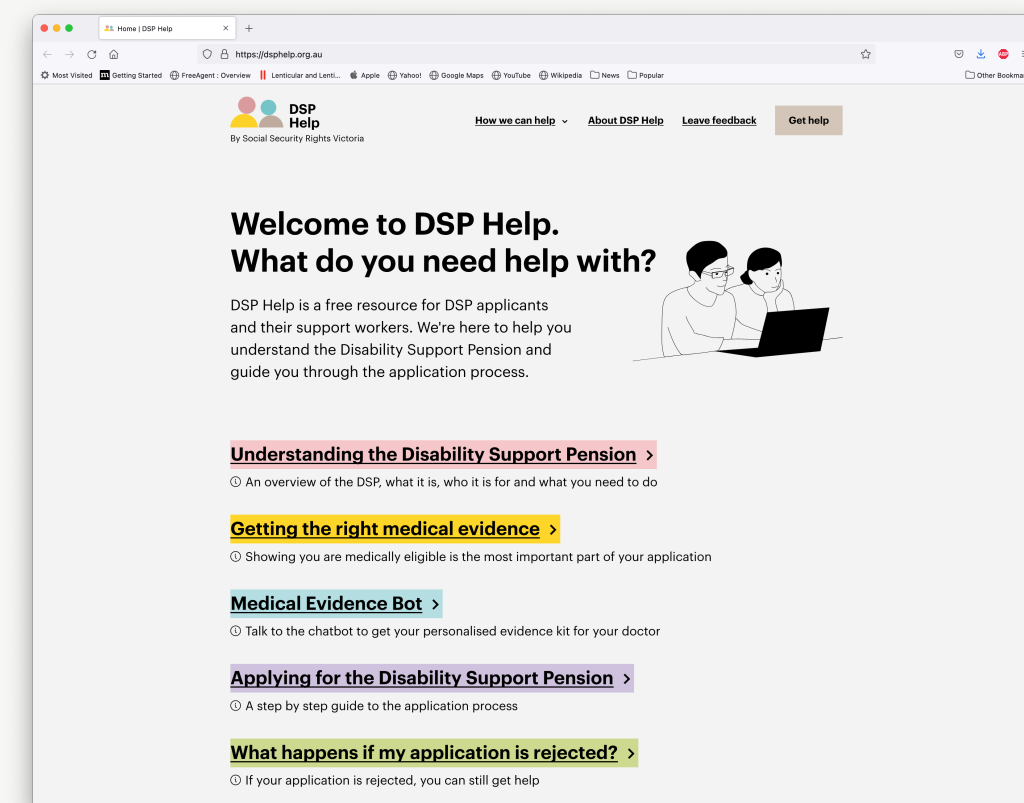 Home | DSP Help
https://dsphelp.org.au
ABP
Most Visited
Getting Started
FreeAgent : Overview
Lenticular and Lenti...
Apple
Yahoo!
Google Maps
YouTube
Wikipedia
News
Popular
DSP
Help
By Social Security Rights Victoria
How we can help
About DSP Help
Leave feedback
Get help
Welcome to DSP Help.
What do you need help with?
DSP Help is a free resource for DSP applicants
and their support workers. We're here to help you
understand the Disability Support Pension and
guide you through the application process.
Understanding the Disability Support Pension
An overview of the DSP, what it is, who it is for and what you need to do
Getting the right medical evidence
Showing you are medically eligible is the most important part of your application
Medical Evidence Bot
Talk to the chatbot to get your personalised evidence kit for your doctor
Applying for the Disability Support Pension
A step by step guide to the application process
What happens if my application is rejected?
If your application is rejected, you can still get help